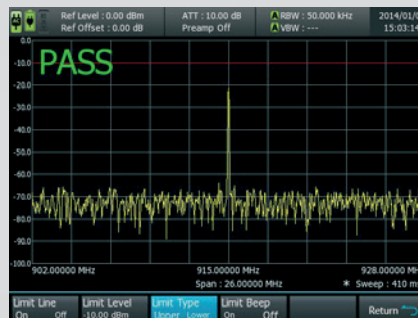 Ref Level : 0.00 dBm ATT : 10.00 dB RBW : 50.000 kHz 2014/01/0
Ref Offset : 0.00 dB Preamp Off VBW : --- 15:03:14
0.0
PASS
-10.0
-20.0
-30.0
-40.0
-50.0
-60.0
-70.0
-80.0
-90.0
-100.0
902.00000 MHz 915.00000 MHz 928.00000 MHz
Span : 26.00000 MHz * Sweep : 410 ms
Limit Line Limit Level Limit Type Limit Beep
On Off -10.00 dBm Upper Lower On Off Return